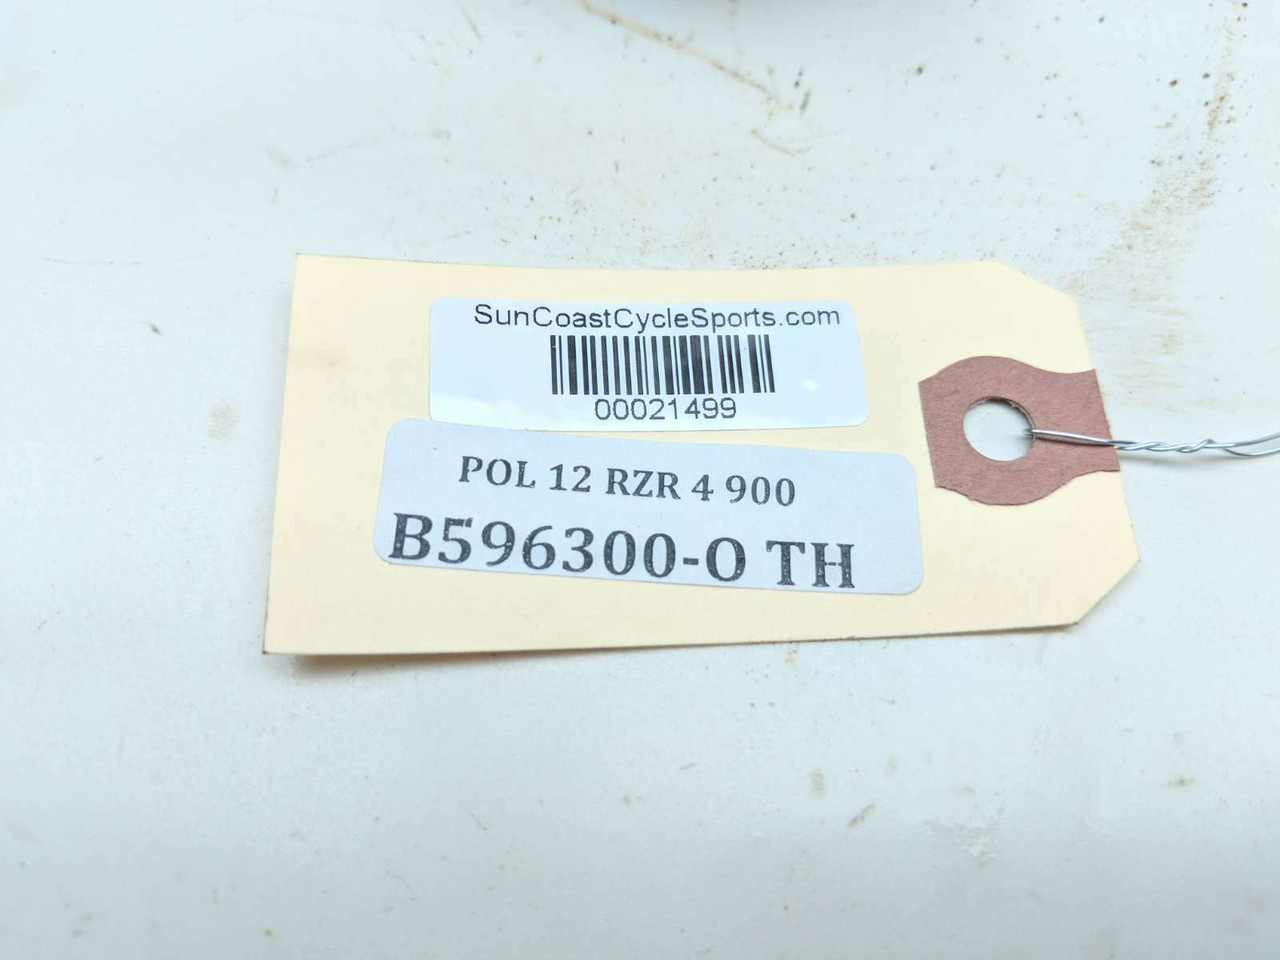 SunCoastCycleSports.com
00021499
POL 12 RZR 4 900
B596300-O TH